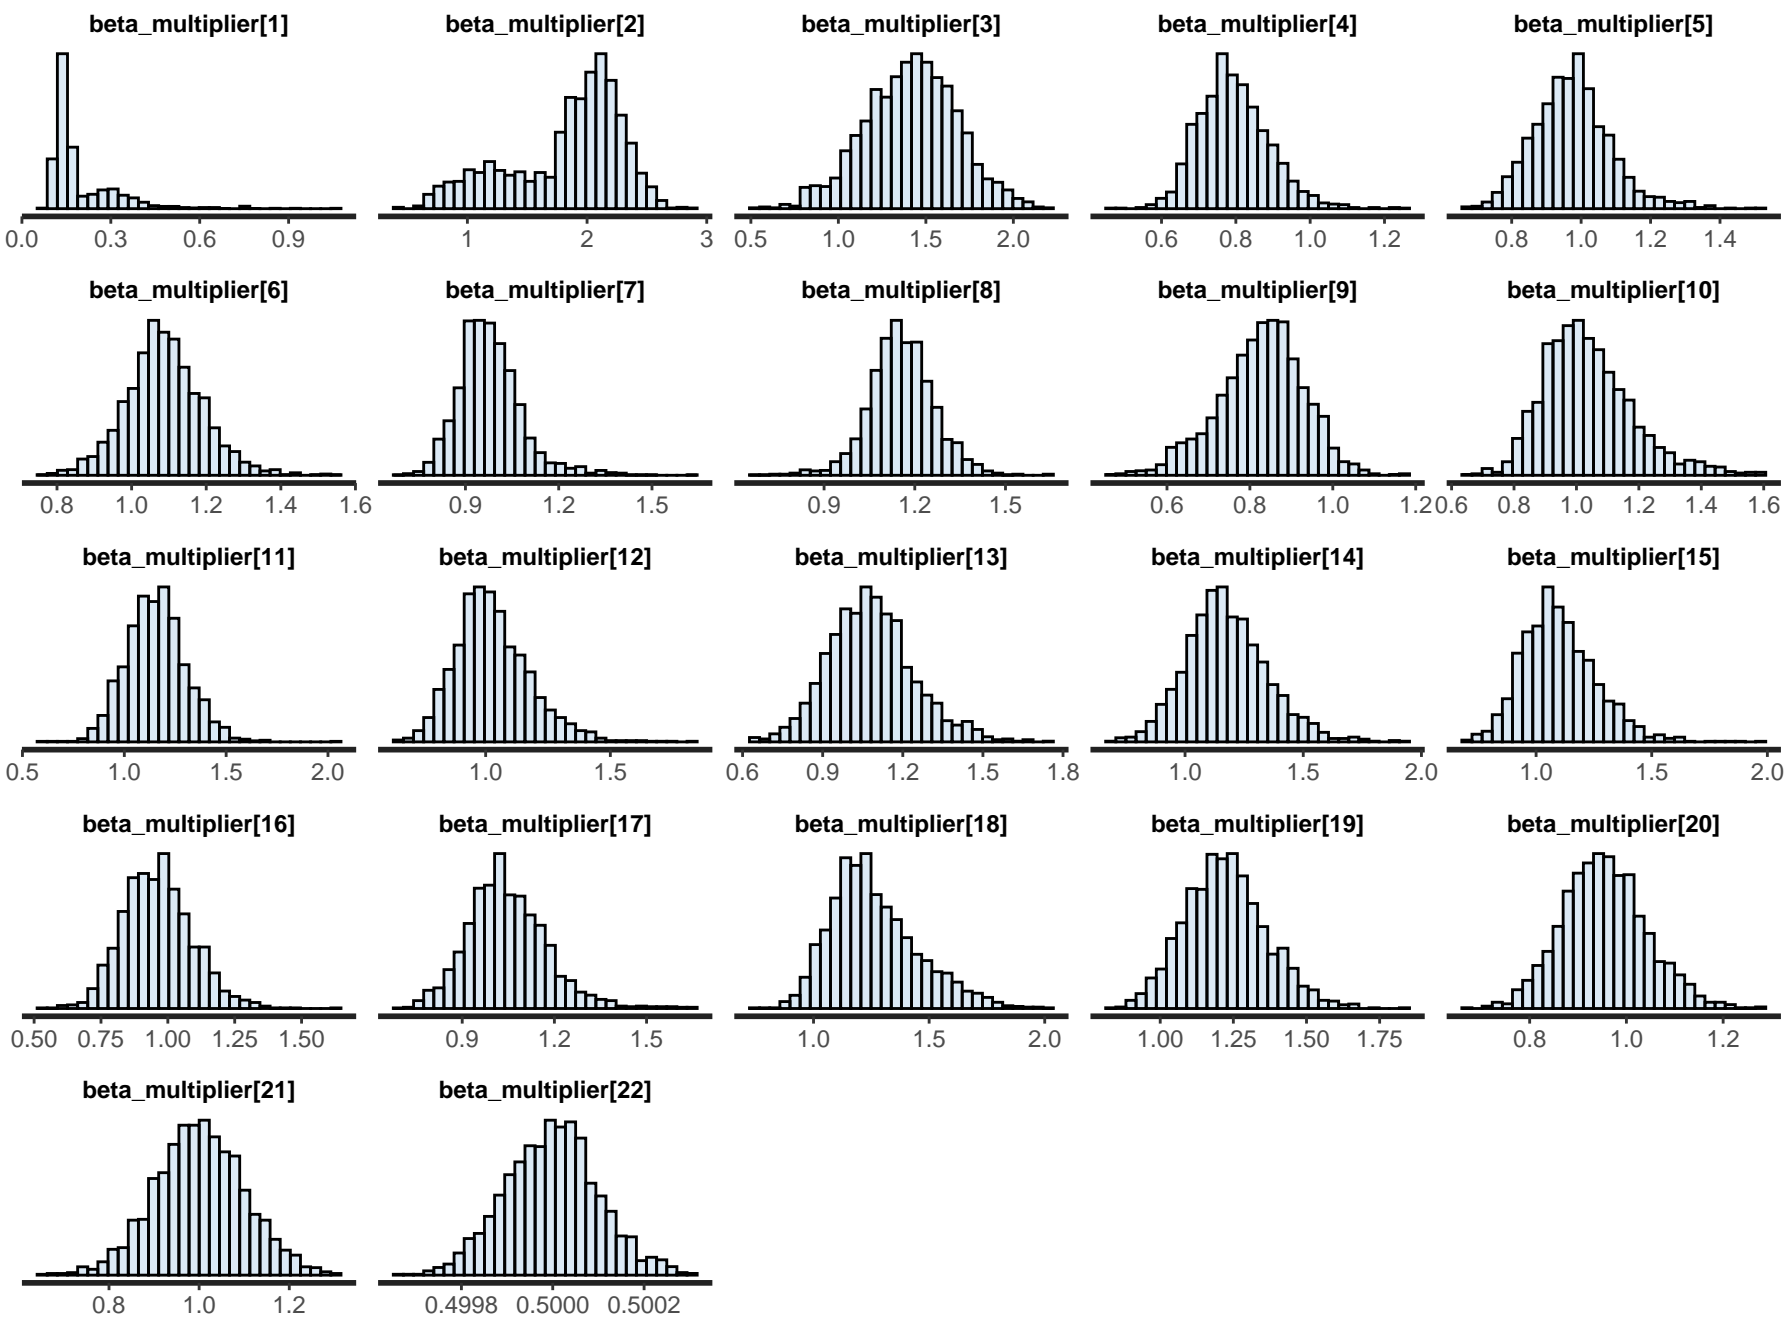 beta_multiplier[1] beta_multiplier[2] beta_multiplier[3] beta_multiplier[4] beta_multiplier[5]
0.0 0.3 0.6 0.9 1 2 3 0.5 1.0 1.5 2.0 0.6 0.8 1.0 1.2 0.8 1.0 1.2 1.4
beta_multiplier[6] beta_multiplier[7] beta_multiplier[8] beta_multiplier[9] beta_multiplier[10]
0.8 1.0 1.2 1.4 1.6 0.9 1.2 1.5 0.9 1.2 1.5 0.6 0.8 1.0 1.2 0.6 0.8 1.0 1.2 1.4 1.6
beta_multiplier[11] beta_multiplier[12] beta_multiplier[13] beta_multiplier[14] beta_multiplier[15]
0.5 1.0 1.5 2.0 1.0 1.5 0.6 0.9 1.2 1.5 1.8 1.0 1.5 2.0 1.0 1.5 2.0
beta_multiplier[16] beta_multiplier[17] beta_multiplier[18] beta_multiplier[19] beta_multiplier[20]
0.50 0.75 1.00 1.25 1.50 0.9 1.2 1.5 1.0 1.5 2.0 1.00 1.25 1.50 1.75 0.8 1.0 1.2
beta_multiplier[21] beta_multiplier[22]
0.8 1.0 1.2 0.4998 0.5000 0.5002